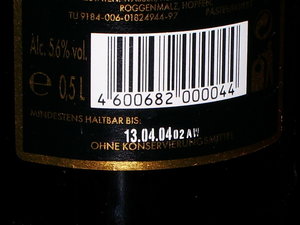 ROGGENMALZ, HOPFEN
TU 9184-006-01824944-97
Alc. 5,6% vol.
e 0,5 L
4 600682 000044
MINDESTENS HALTBAR BIS:
13.04.04 02 A
OHNE KONSERVIERUNGSMITTEL